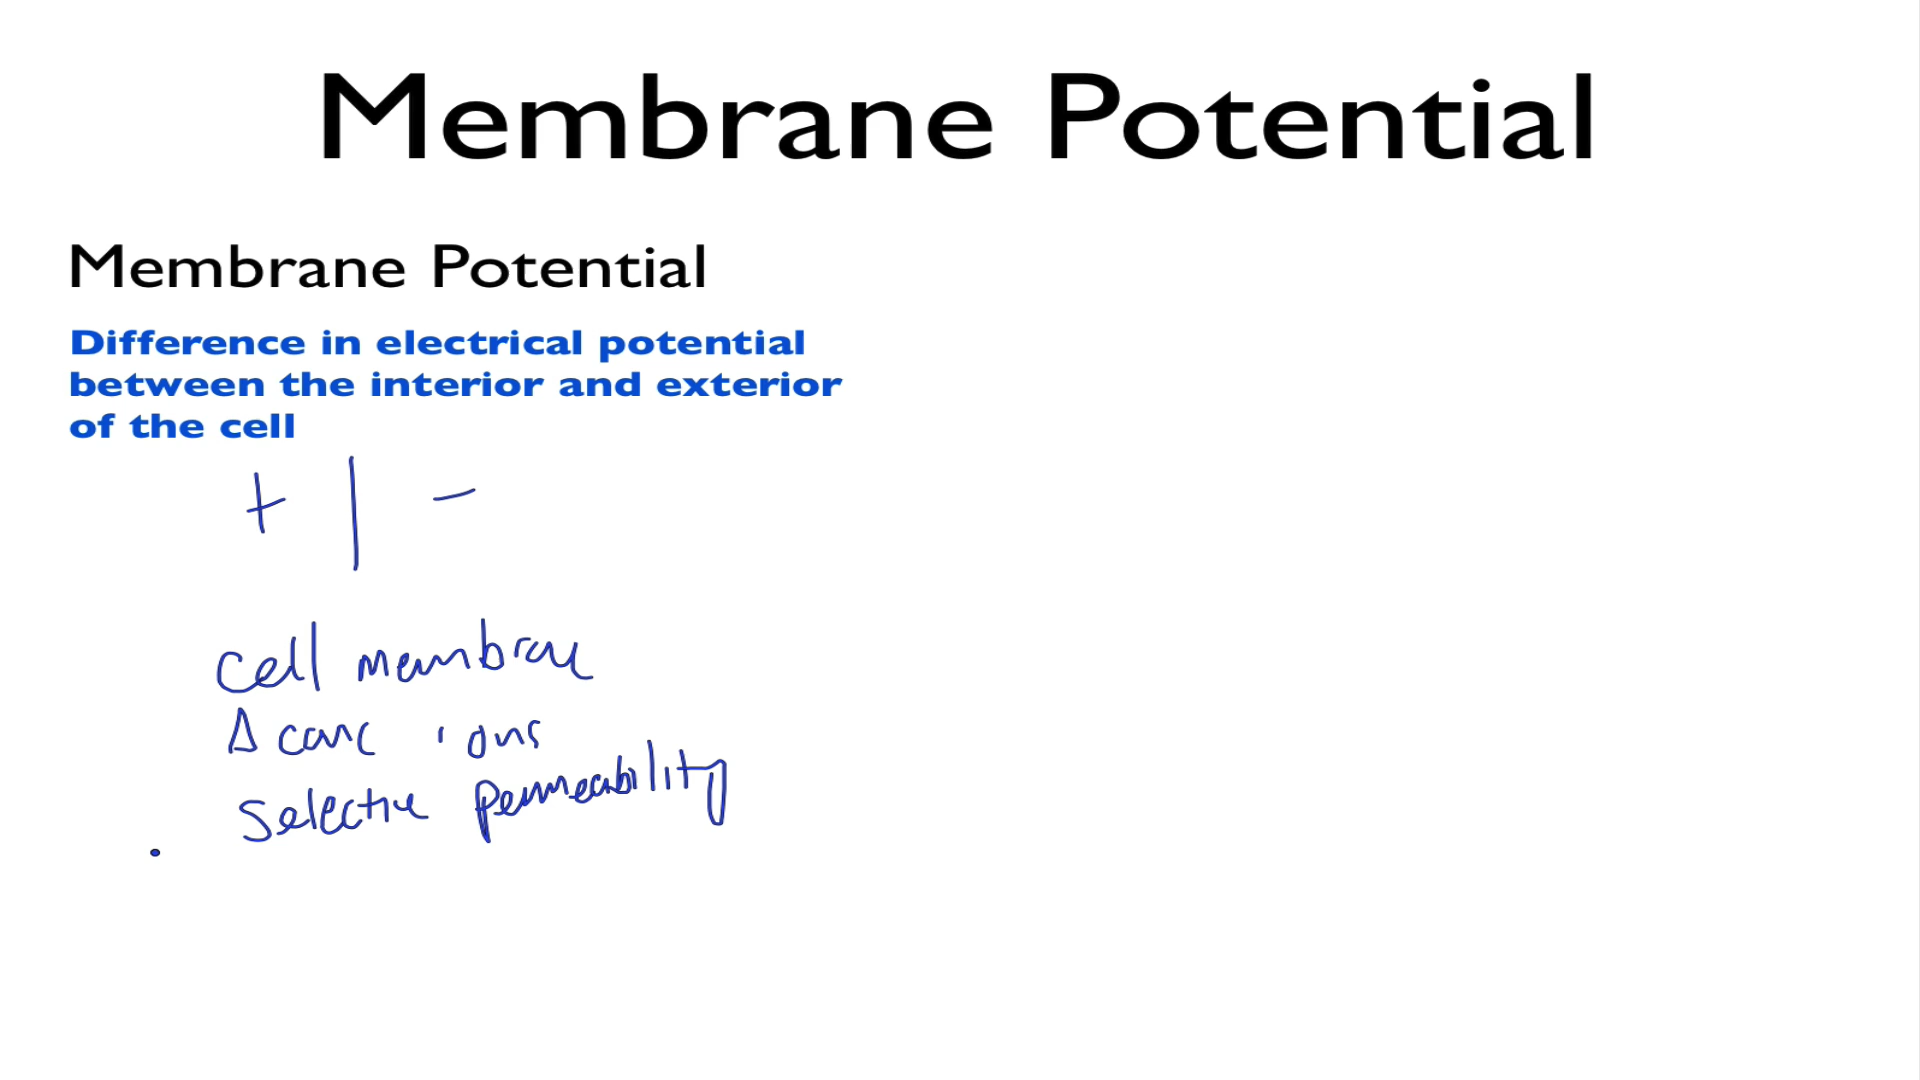 Membrane Potential
Membrane Potential
Difference in electrical potential
between the interior and exterior
of the cell
+ | −
cell membrane
Δ conc ions
selective permeability